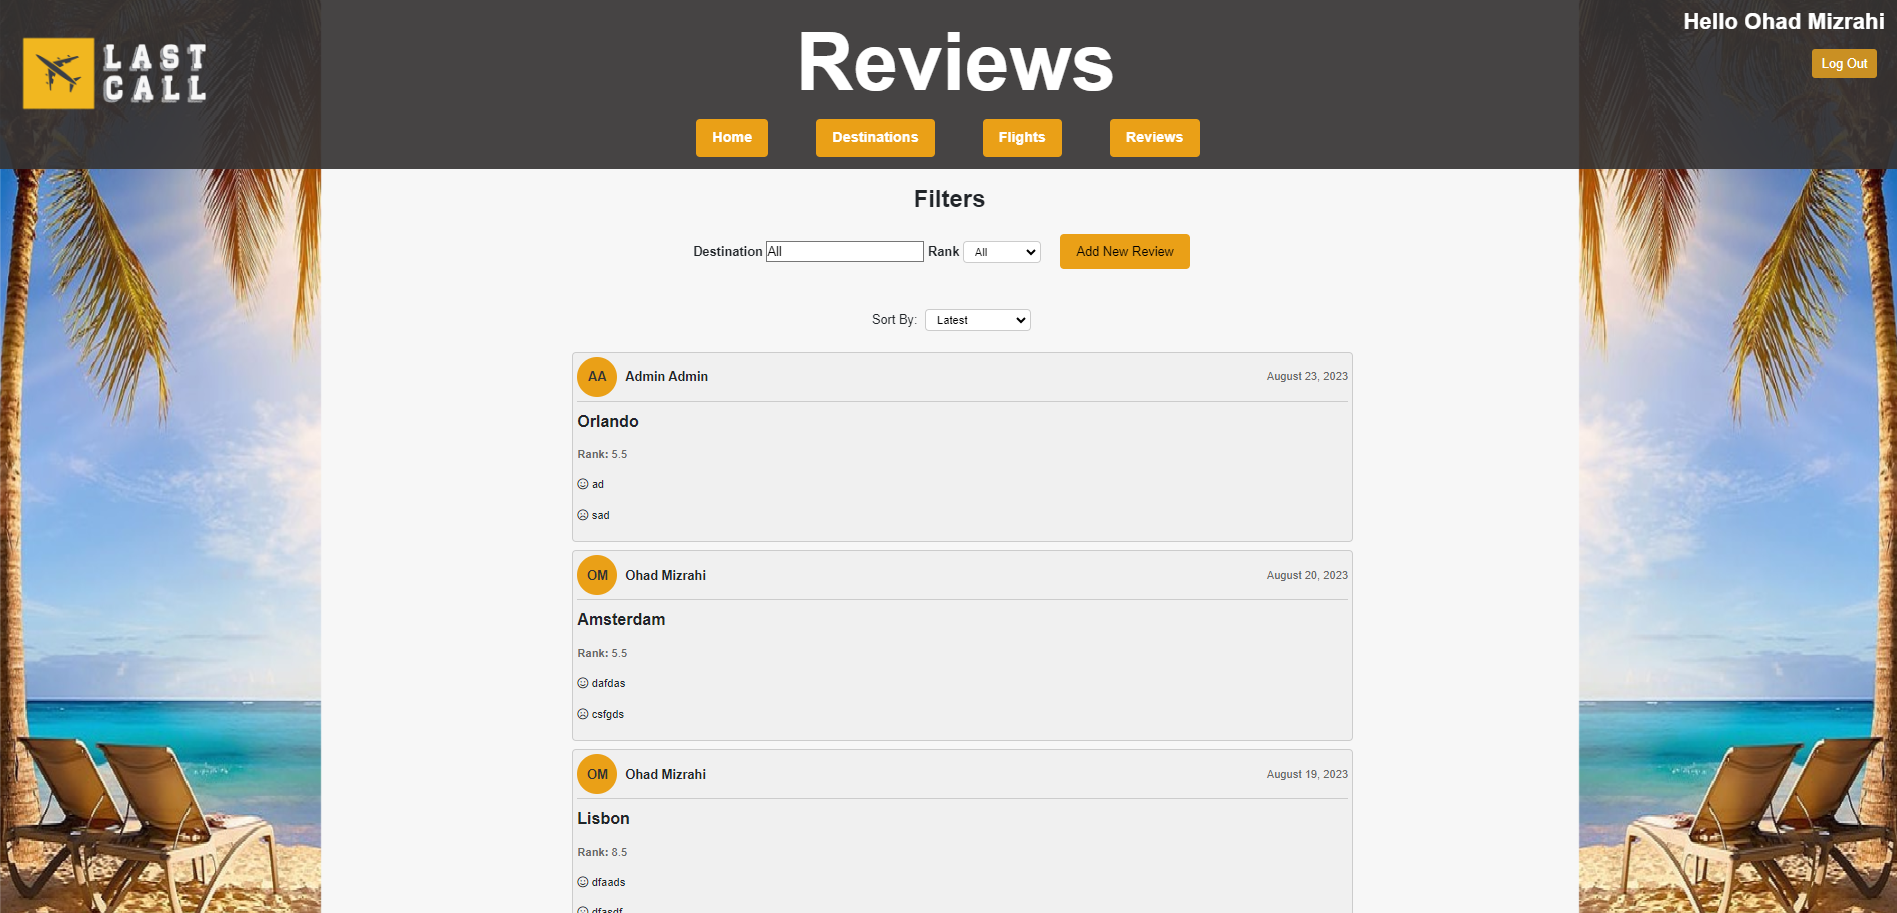 LAST
CALL
Reviews
Hello Ohad Mizrahi
Log Out
Home Destinations Flights Reviews
Filters
Destination All Rank All Add New Review
Sort By: Latest
AA Admin Admin August 23, 2023
Orlando
Rank: 5.5
ad
sad
OM Ohad Mizrahi August 20, 2023
Amsterdam
Rank: 5.5
dafdas
csfgds
OM Ohad Mizrahi August 19, 2023
Lisbon
Rank: 8.5
dfaads
dfasdf